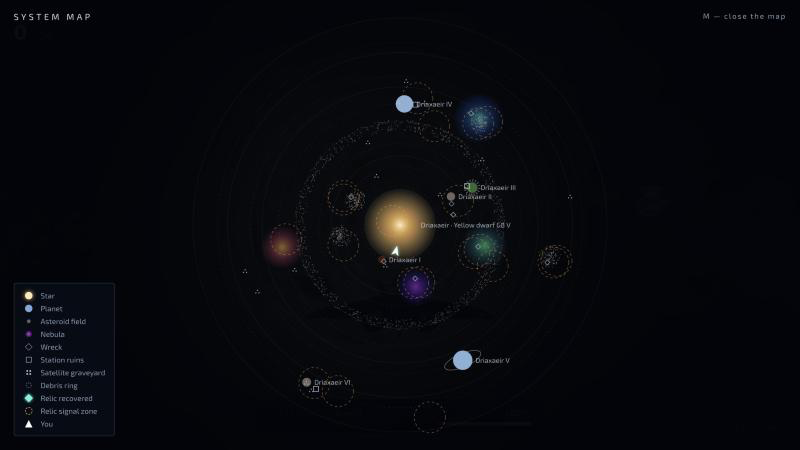 SYSTEM MAP
M — close the map
Driaxaeir IV
Driaxaeir III
Driaxaeir II
Driaxaeir · Yellow dwarf G8 V
Driaxaeir I
Driaxaeir V
Driaxaeir VI
Star
Planet
Asteroid field
Nebula
Wreck
Station ruins
Satellite graveyard
Debris ring
Relic recovered
Relic signal zone
You